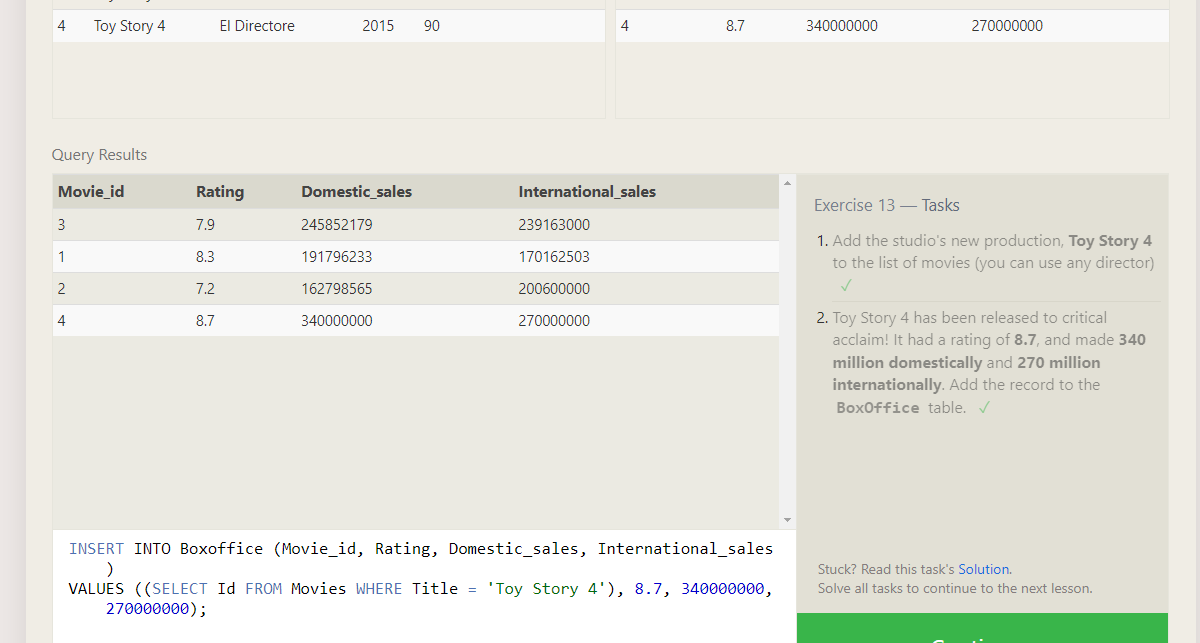 4 Toy Story 4 El Directore 2015 90
4 8.7 340000000 270000000
Query Results
Movie_id Rating Domestic_sales International_sales
3 7.9 245852179 239163000
1 8.3 191796233 170162503
2 7.2 162798565 200600000
4 8.7 340000000 270000000
INSERT INTO Boxoffice (Movie_id, Rating, Domestic_sales, International_sales
)
VALUES ((SELECT Id FROM Movies WHERE Title = 'Toy Story 4'), 8.7, 340000000,
270000000);
Exercise 13 — Tasks
1. Add the studio's new production, Toy Story 4
to the list of movies (you can use any director)
✓
2. Toy Story 4 has been released to critical
acclaim! It had a rating of 8.7, and made 340
million domestically and 270 million
internationally. Add the record to the
BoxOffice table. ✓
Stuck? Read this task's Solution.
Solve all tasks to continue to the next lesson.